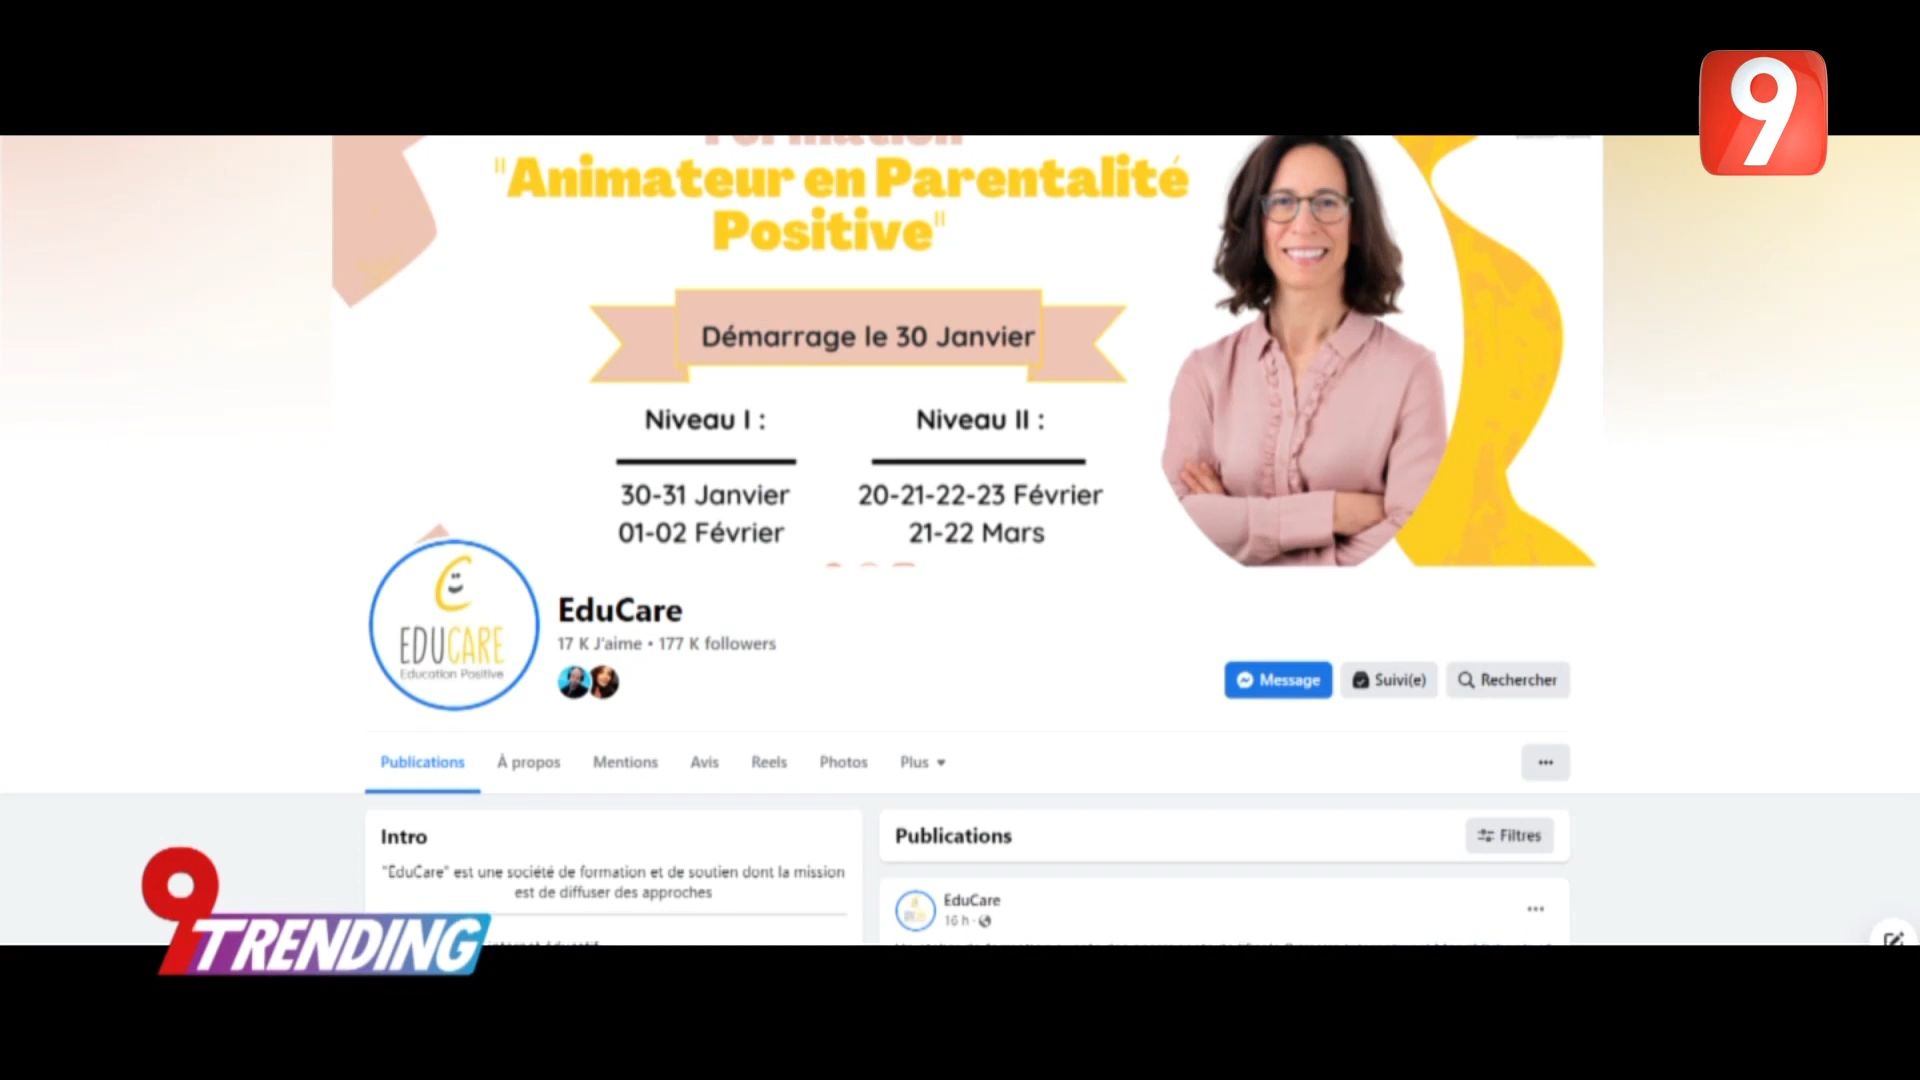 9
"Animateur en Parentalité
Positive"
Démarrage le 30 Janvier
Niveau I :
30-31 Janvier
01-02 Février
Niveau II :
20-21-22-23 Février
21-22 Mars
EDUCARE
Education Positive
EduCare
17 K J'aime • 177 K followers
Message
Suivi(e)
Rechercher
Publications
À propos
Mentions
Avis
Reels
Photos
Plus
Intro
"EduCare" est une société de formation et de soutien dont la mission
est de diffuser des approches
Publications
Filtres
EduCare
16 h ·
9
TRENDING